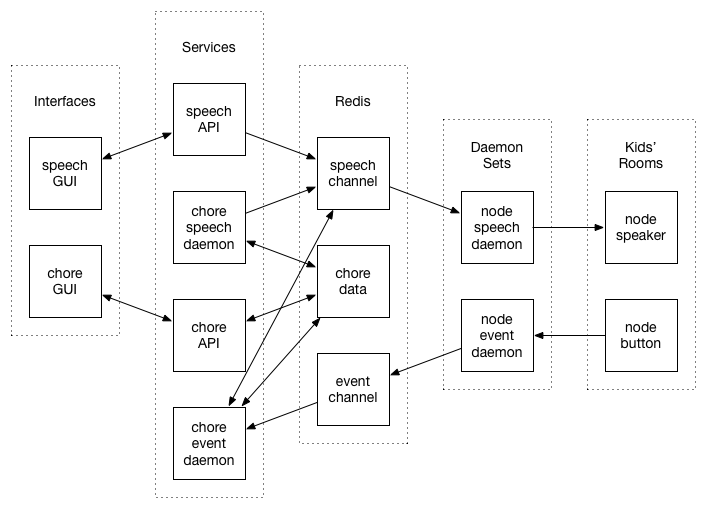 Interfaces
speech
GUI
chore
GUI
Services
speech
API
chore
speech
daemon
chore
API
chore
event
daemon
Redis
speech
channel
chore
data
event
channel
Daemon
Sets
node
speech
daemon
node
event
daemon
Kids’
Rooms
node
speaker
node
button